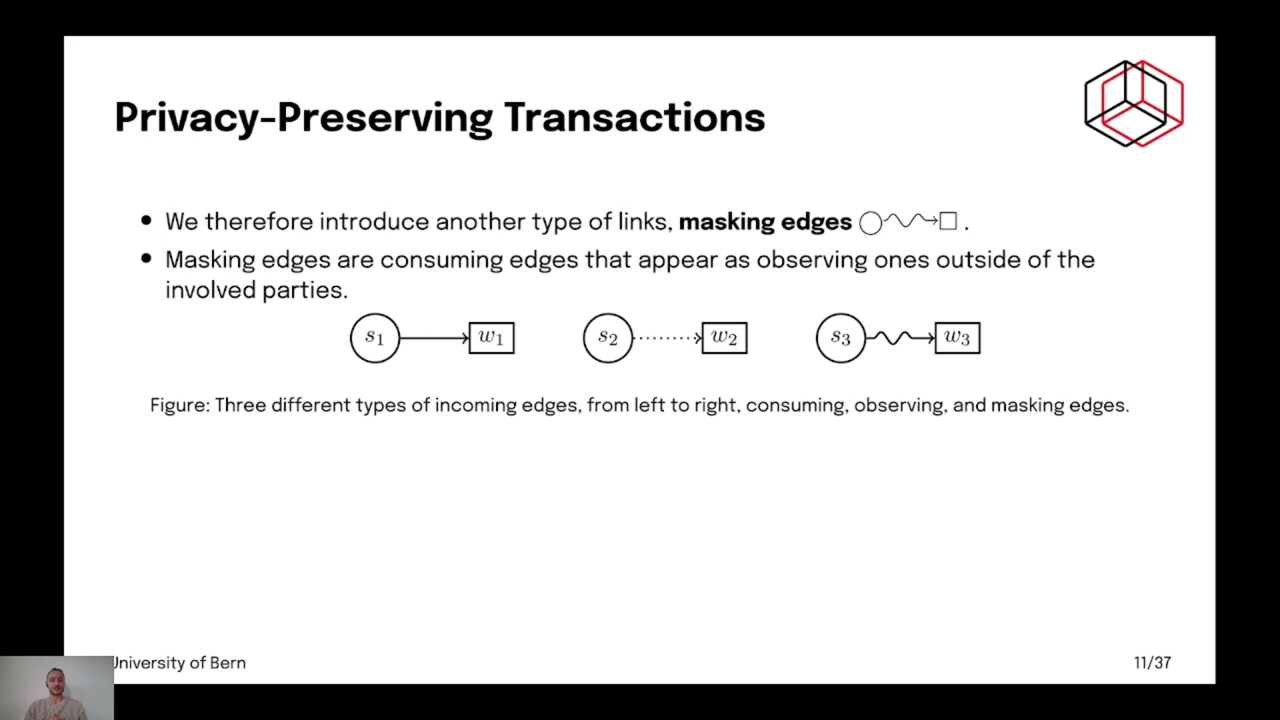 Privacy-Preserving Transactions
• We therefore introduce another type of links, masking edges ○⇝□ .
• Masking edges are consuming edges that appear as observing ones outside of the
involved parties.
s₁ w₁ s₂ w₂ s₃ w₃
Figure: Three different types of incoming edges, from left to right, consuming, observing, and masking edges.
University of Bern 11/37